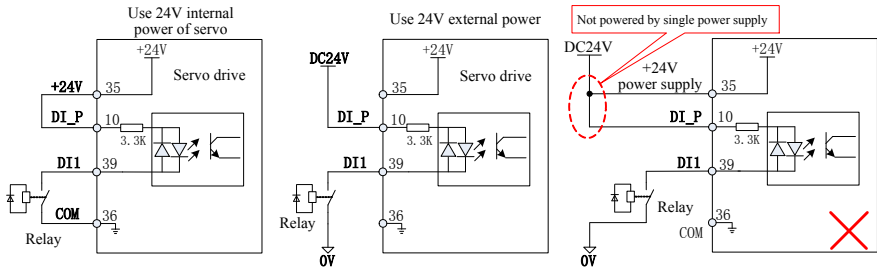 Use 24V internal
power of servo
+24V
Servo drive
+24V
35
DI_P
10
3.3K
DI1
39
COM
36
Relay
Use 24V external power
DC24V
+24V
Servo drive
35
DI_P
10
3.3K
DI1
39
36
Relay
0V
Not powered by single power supply
DC24V
+24V
power supply
+24V
Servo drive
35
DI_P
10
3.3K
DI1
39
Relay
36
COM
0V